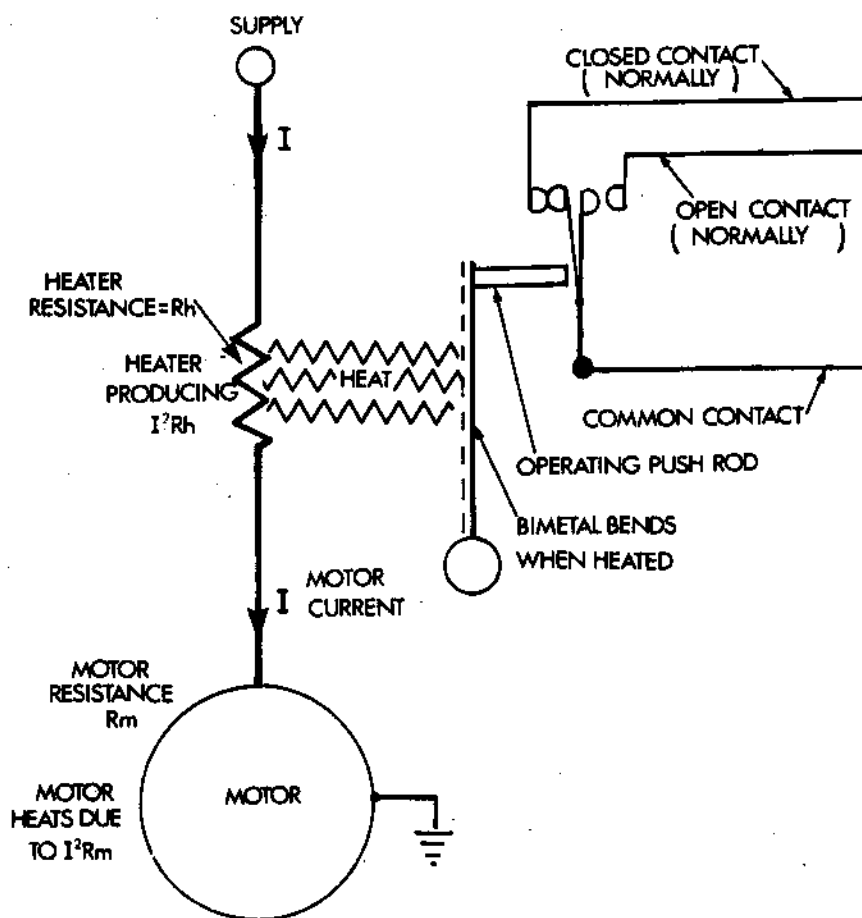 SUPPLY
I
CLOSED CONTACT
( NORMALLY )
OPEN CONTACT
( NORMALLY )
HEATER
RESISTANCE=Rh
HEATER
PRODUCING
I²Rh
HEAT
COMMON CONTACT
OPERATING PUSH ROD
BIMETAL BENDS
WHEN HEATED
I
MOTOR
CURRENT
MOTOR
RESISTANCE
Rm
MOTOR
HEATS DUE
TO I²Rm
MOTOR